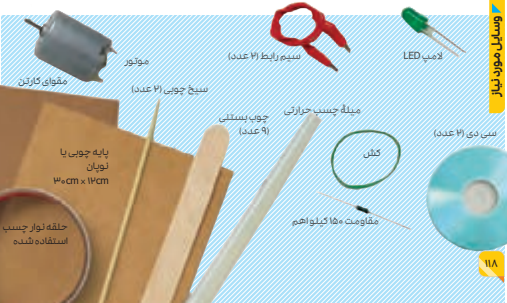 وسایل مورد نیاز
لامپ LED
سیم رابط (۲ عدد)
موتور
مقوای کارتن
سیخ چوبی (۲ عدد)
میلهٔ چسب حرارتی
چوب بستنی
(۹ عدد)
سی دی (۲ عدد)
کش
پایه چوبی یا
نوپان
۳۰cm × ۱۲cm
مقاومت ۱۵۰ کیلو اهم
حلقه نوار چسب
استفاده شده
۱۱۸